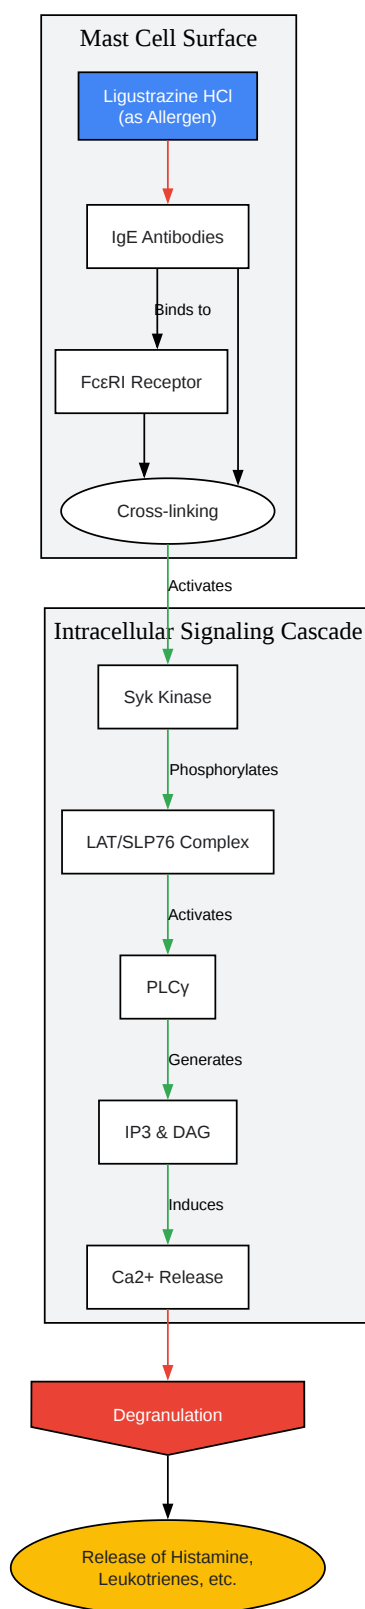 Mast Cell Surface
Ligustrazine HCl
(as Allergen)
IgE Antibodies
Binds to
FcεRI Receptor
Cross-linking
Activates
Intracellular Signaling Cascade
Syk Kinase
Phosphorylates
LAT/SLP76 Complex
Activates
PLCγ
Generates
IP3 & DAG
Induces
Ca2+ Release
Degranulation
Release of Histamine,
Leukotrienes, etc.